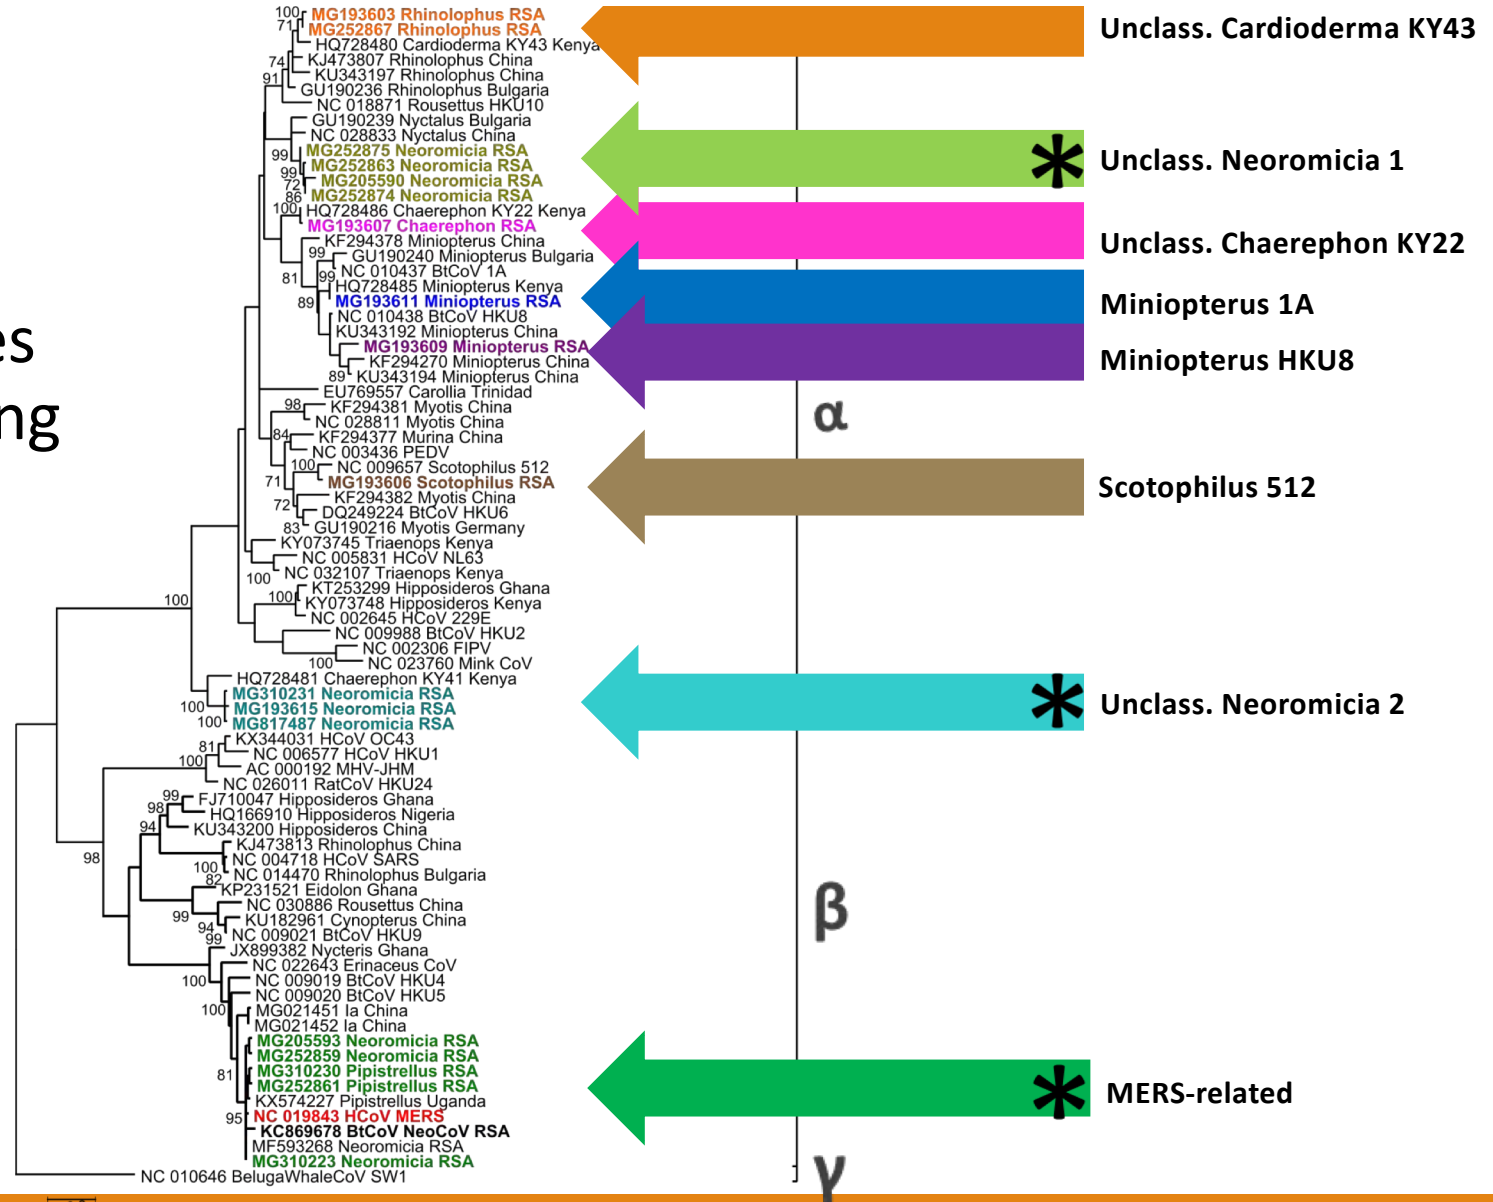 100
MG193603 Rhinolophus RSA
71
MG252867 Rhinolophus RSA
HQ728480 Cardioderma KY43 Kenya
74
KJ473807 Rhinolophus China
91
KU343197 Rhinolophus China
GU190236 Rhinolophus Bulgaria
NC 018871 Rousettus HKU10
GU190239 Nyctalus Bulgaria
NC 028833 Nyctalus China
99
MG252875 Neoromicia RSA
99
MG252863 Neoromicia RSA
72
MG205590 Neoromicia RSA
86
MG252874 Neoromicia RSA
100
HQ728486 Chaerephon KY22 Kenya
MG193607 Chaerephon RSA
KF294378 Miniopterus China
99
GU190240 Miniopterus Bulgaria
81
99
NC 010437 BtCoV 1A
HQ728485 Miniopterus Kenya
89
MG193611 Miniopterus RSA
NC 010438 BtCoV HKU8
KU343192 Miniopterus China
MG193609 Miniopterus RSA
KF294270 Miniopterus China
89
KU343194 Miniopterus China
EU769557 Carollia Trinidad
98
KF294381 Myotis China
NC 028811 Myotis China
84
KF294377 Murina China
NC 003436 PEDV
100
NC 009657 Scotophilus 512
71
MG193606 Scotophilus RSA
72
KF294382 Myotis China
DQ249224 BtCoV HKU6
83
GU190216 Myotis Germany
KY073745 Triaenops Kenya
NC 005831 HCoV NL63
100
NC 032107 Triaenops Kenya
KT253299 Hipposideros Ghana
100
100
KY073748 Hipposideros Kenya
NC 002645 HCoV 229E
NC 009988 BtCoV HKU2
NC 002306 FIPV
100
NC 023760 Mink CoV
HQ728481 Chaerephon KY41 Kenya
MG310231 Neoromicia RSA
100
MG193615 Neoromicia RSA
100
MG817487 Neoromicia RSA
KX344031 HCoV OC43
81
NC 006577 HCoV HKU1
100
AC 000192 MHV-JHM
NC 026011 RatCoV HKU24
99
FJ710047 Hipposideros Ghana
98
HQ166910 Hipposideros Nigeria
94
KU343200 Hipposideros China
KJ473813 Rhinolophus China
98
NC 004718 HCoV SARS
100
NC 014470 Rhinolophus Bulgaria
82
KP231521 Eidolon Ghana
NC 030886 Rousettus China
99
KU182961 Cynopterus China
94
NC 009021 BtCoV HKU9
99
JX899382 Nycteris Ghana
NC 022643 Erinaceus CoV
100
NC 009019 BtCoV HKU4
NC 009020 BtCoV HKU5
100
MG021451 Ia China
MG021452 Ia China
MG205593 Neoromicia RSA
MG252859 Neoromicia RSA
81
MG310230 Pipistrellus RSA
MG252861 Pipistrellus RSA
KX574227 Pipistrellus Uganda
95
NC 019843 HCoV MERS
KC869678 BtCoV NeoCoV RSA
MF593268 Neoromicia RSA
MG310223 Neoromicia RSA
NC 010646 BelugaWhaleCoV SW1
α
β
γ
Unclass. Cardioderma KY43
* Unclass. Neoromicia 1
Unclass. Chaerephon KY22
Miniopterus 1A
Miniopterus HKU8
Scotophilus 512
* Unclass. Neoromicia 2
* MERS-related